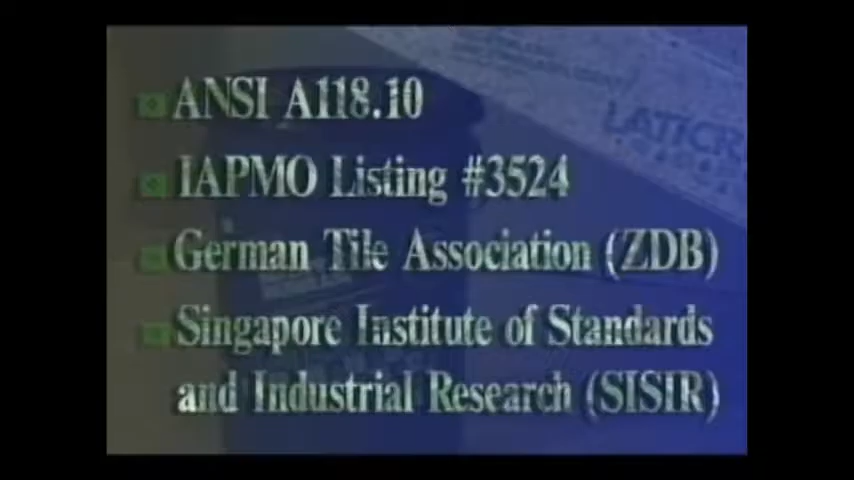 ANSI A118.10
IAPMO Listing #3524
German Tile Association (ZDB)
Singapore Institute of Standards
and Industrial Research (SISIR)